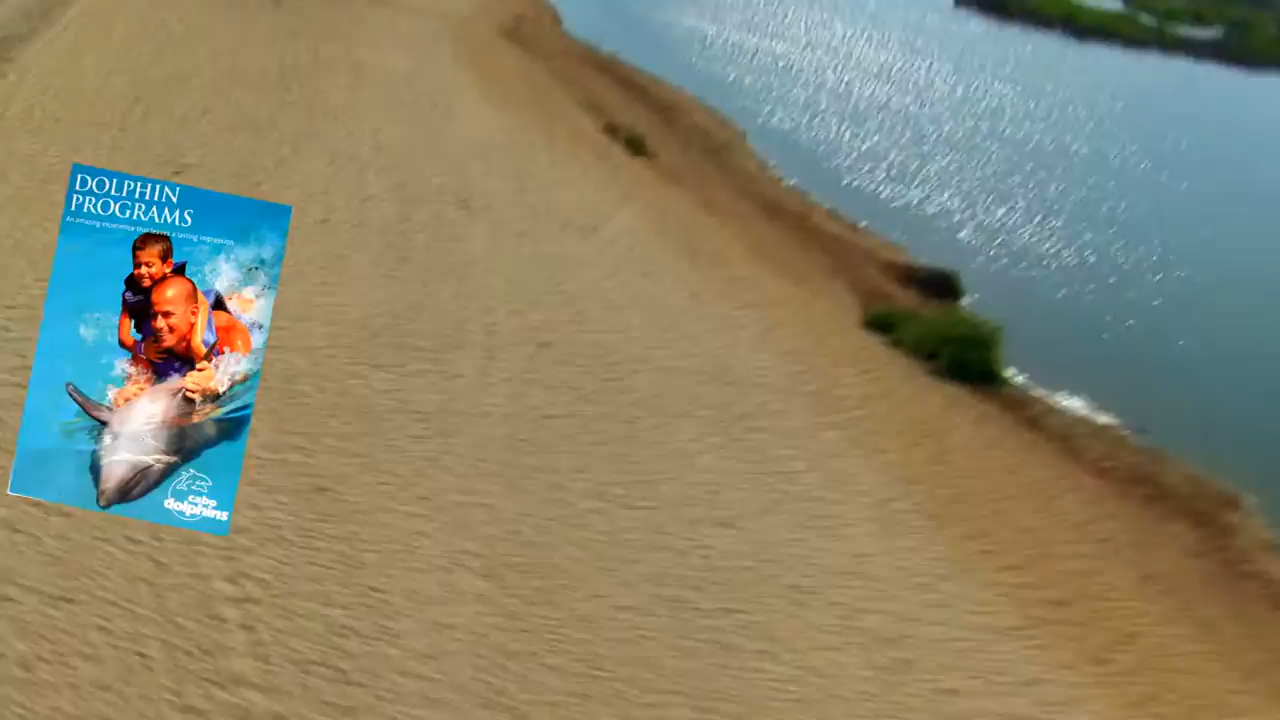 DOLPHIN
PROGRAMS
An amazing experience that leaves a lasting impression.
cabo
dolphins